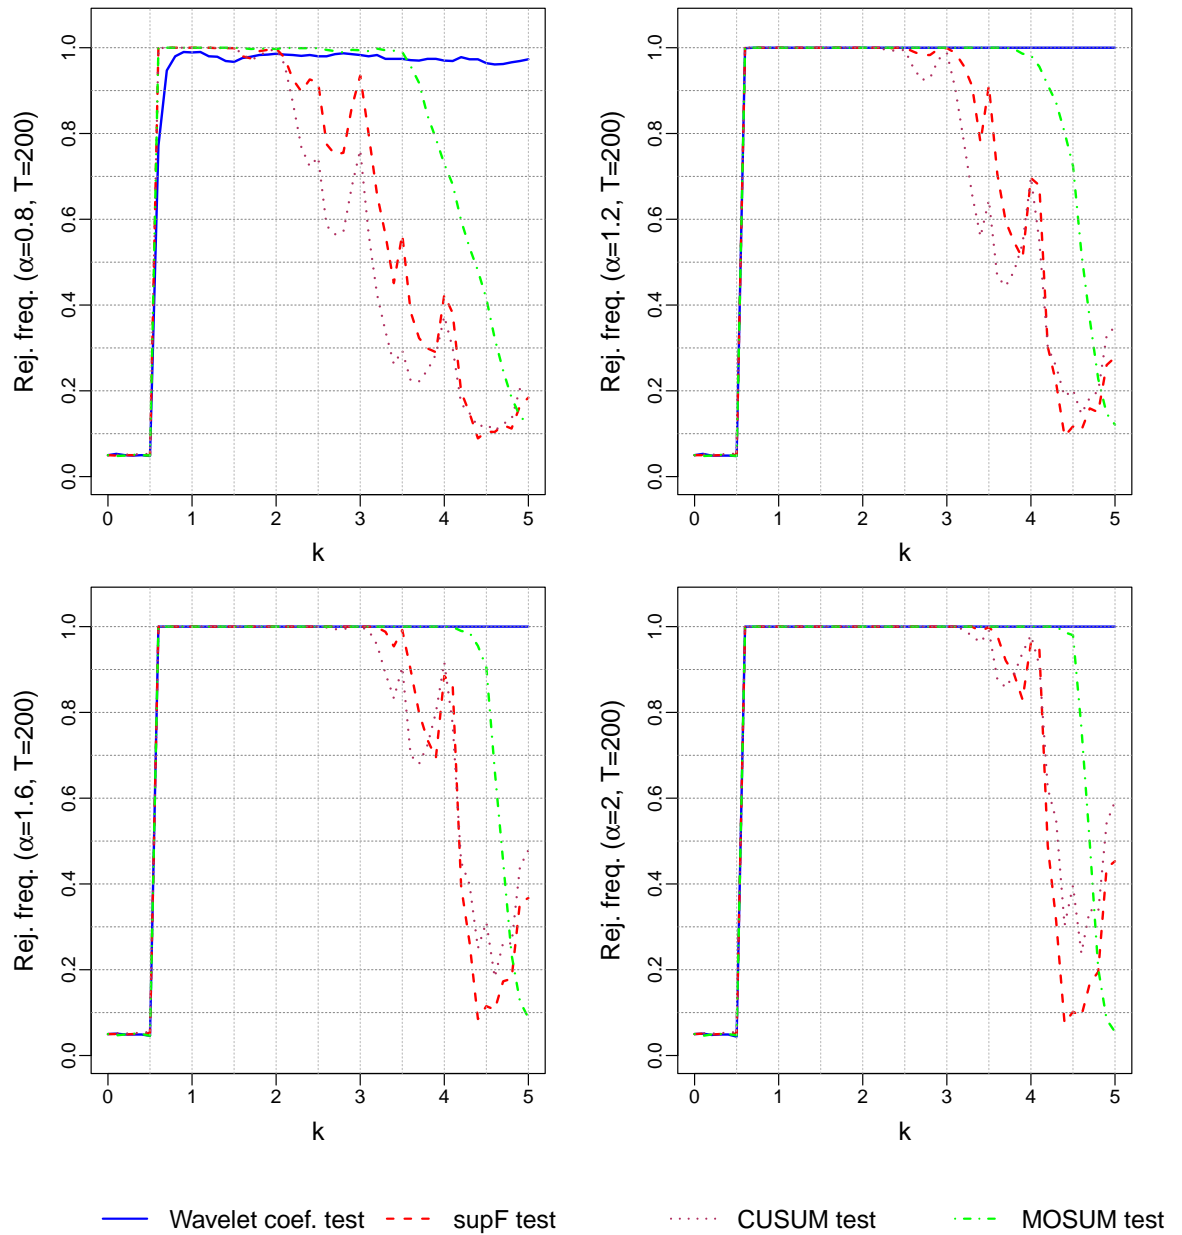 Rej. freq. (α=0.8, T=200)
0.0 0.2 0.4 0.6 0.8 1.0
0 1 2 3 4 5
k
Rej. freq. (α=1.2, T=200)
0.0 0.2 0.4 0.6 0.8 1.0
0 1 2 3 4 5
k
Rej. freq. (α=1.6, T=200)
0.0 0.2 0.4 0.6 0.8 1.0
0 1 2 3 4 5
k
Rej. freq. (α=2, T=200)
0.0 0.2 0.4 0.6 0.8 1.0
0 1 2 3 4 5
k
Wavelet coef. test supF test CUSUM test MOSUM test